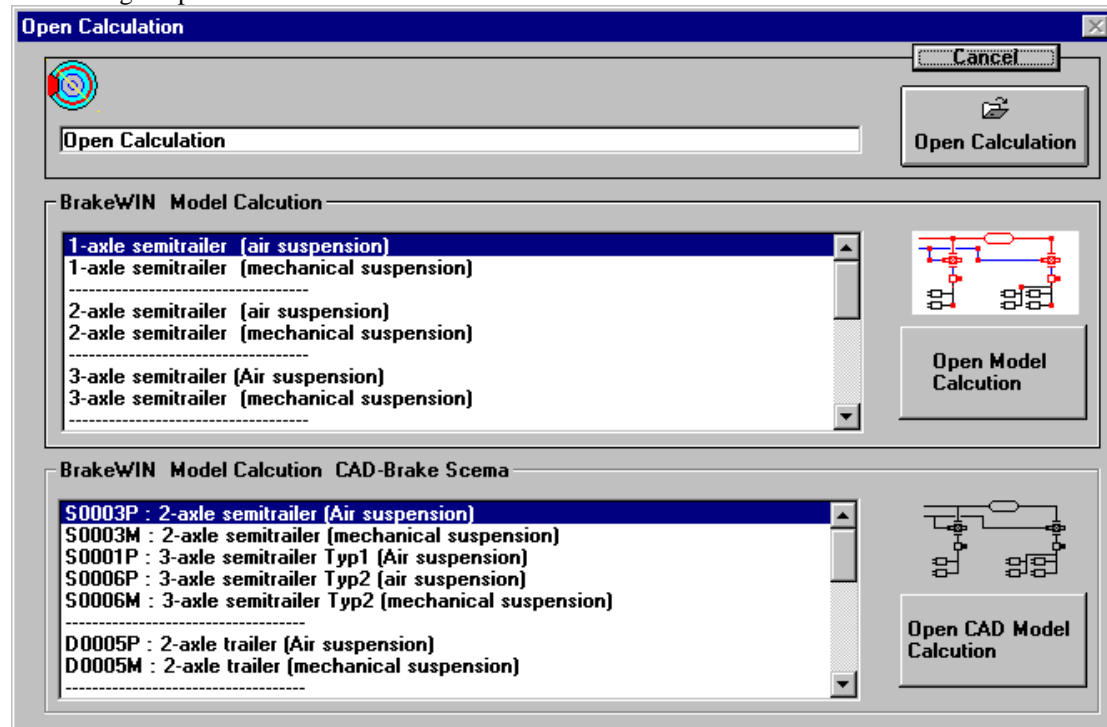 Open Calculation
Cancel
Open Calculation
Open Calculation
BrakeWIN Model Calcution
1-axle semitrailer (air suspension)
1-axle semitrailer (mechanical suspension)
------------------------------------
2-axle semitrailer (air suspension)
2-axle semitrailer (mechanical suspension)
------------------------------------
3-axle semitrailer (Air suspension)
3-axle semitrailer (mechanical suspension)
------------------------------------
Open Model
Calcution
BrakeWIN Model Calcution CAD-Brake Scema
S0003P : 2-axle semitrailer (Air suspension)
S0003M : 2-axle semitrailer (mechanical suspension)
S0001P : 3-axle semitrailer Typ1 (Air suspension)
S0006P : 3-axle semitrailer Typ2 (air suspension)
S0006M : 3-axle semitrailer Typ2 (mechanical suspension)
------------------------------------
D0005P : 2-axle trailer (Air suspension)
D0005M : 2-axle trailer (mechanical suspension)
------------------------------------
Open CAD Model
Calcution